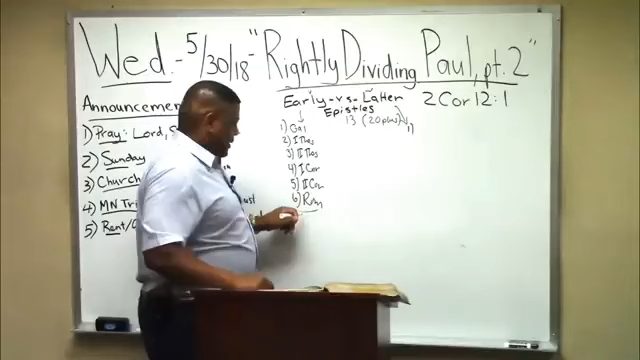 Wed. - 5/30/18 - "Rightly Dividing Paul, pt. 2"
Announcemen
Early -vs- Latter
Epistles
2 Cor 12:1
13 (20 plus)
1) Pray: Lord, S
2) Sunday
3) Church
4) MN Tri
5) Rent/
ust
1) Gal
2) I Thes
3) II Thes
4) I Cor
5) II Cor
6) Rom